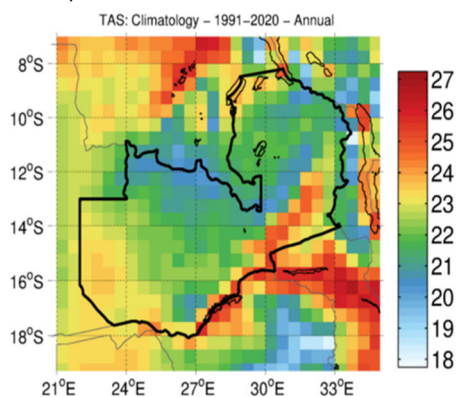 TAS: Climatology – 1991–2020 – Annual
8°S
10°S
12°S
14°S
16°S
18°S
21°E 24°E 27°E 30°E 33°E
27
26
25
24
23
22
21
20
19
18